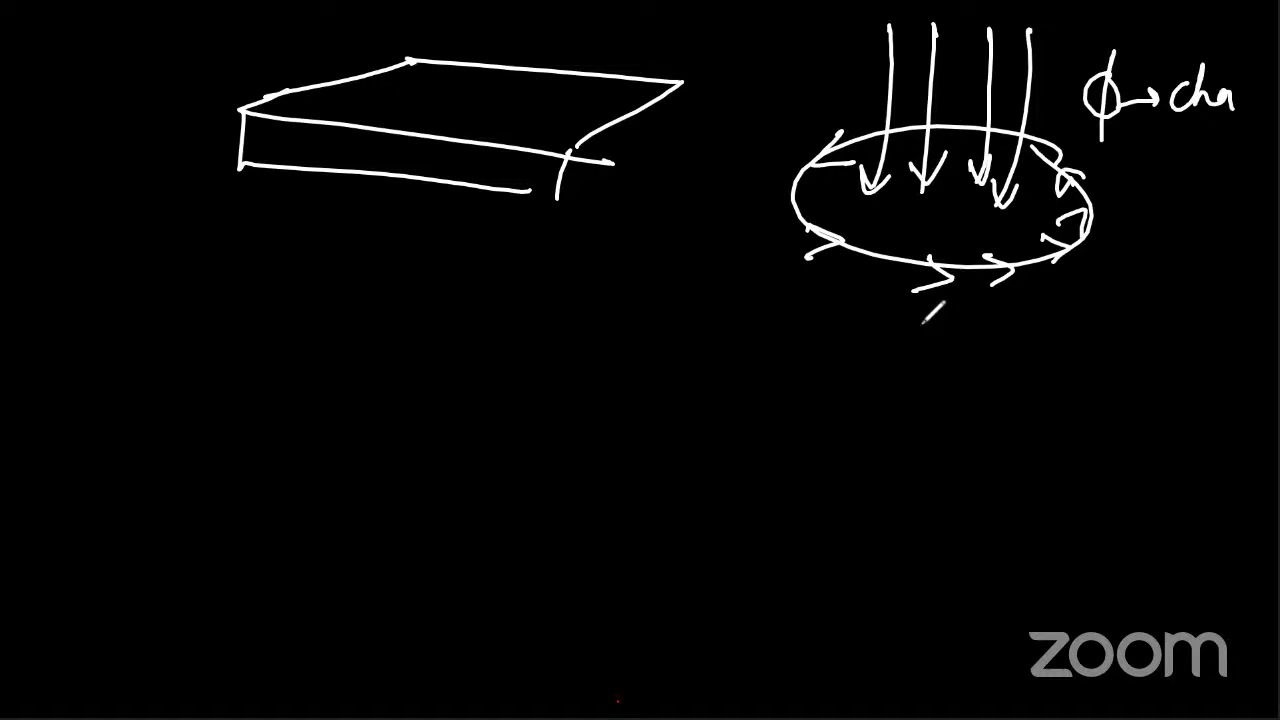 ϕ → cha
zoom